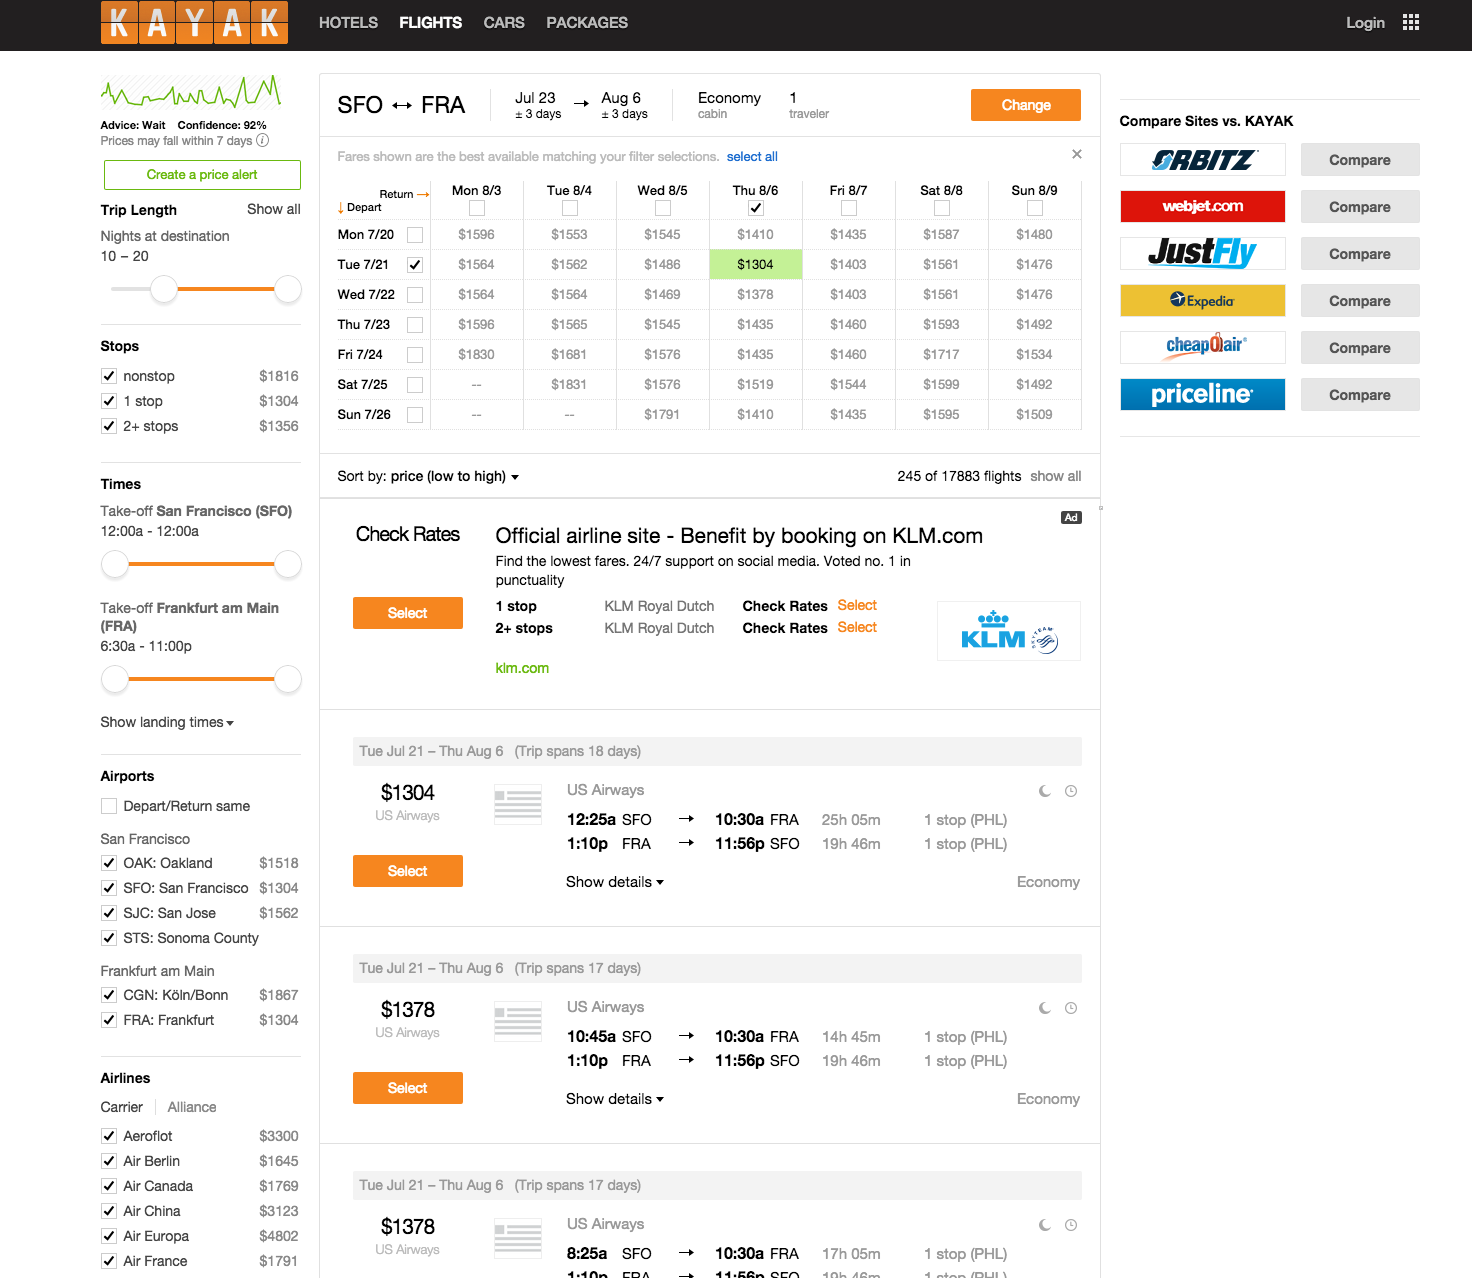 KAYAK
HOTELS FLIGHTS CARS PACKAGES
Login
Advice: Wait Confidence: 92%
Prices may fall within 7 days i
Create a price alert
Trip Length Show all
Nights at destination
10 – 20
Stops
nonstop $1816
1 stop $1304
2+ stops $1356
Times
Take-off San Francisco (SFO)
12:00a - 12:00a
Take-off Frankfurt am Main
(FRA)
6:30a - 11:00p
Show landing times
Airports
Depart/Return same
San Francisco
OAK: Oakland $1518
SFO: San Francisco $1304
SJC: San Jose $1562
STS: Sonoma County
Frankfurt am Main
CGN: Köln/Bonn $1867
FRA: Frankfurt $1304
Airlines
Carrier Alliance
Aeroflot $3300
Air Berlin $1645
Air Canada $1769
Air China $3123
Air Europa $4802
Air France $1791
SFO ↔ FRA
Jul 23 → Aug 6
± 3 days ± 3 days
Economy
cabin
1
traveler
Change
Fares shown are the best available matching your filter selections. select all
Return → Mon 8/3 Tue 8/4 Wed 8/5 Thu 8/6 Fri 8/7 Sat 8/8 Sun 8/9
↓ Depart
Mon 7/20 $1596 $1553 $1545 $1410 $1435 $1587 $1480
Tue 7/21 $1564 $1562 $1486 $1304 $1403 $1561 $1476
Wed 7/22 $1564 $1564 $1469 $1378 $1403 $1561 $1476
Thu 7/23 $1596 $1565 $1545 $1435 $1460 $1593 $1492
Fri 7/24 $1830 $1681 $1576 $1435 $1460 $1717 $1534
Sat 7/25 -- $1831 $1576 $1519 $1544 $1599 $1492
Sun 7/26 -- -- $1791 $1410 $1435 $1595 $1509
Sort by: price (low to high) 245 of 17883 flights show all
Ad
Check Rates
Select
Official airline site - Benefit by booking on KLM.com
Find the lowest fares. 24/7 support on social media. Voted no. 1 in
punctuality
1 stop KLM Royal Dutch Check Rates Select
2+ stops KLM Royal Dutch Check Rates Select
klm.com
KLM SKYTEAM
Tue Jul 21 – Thu Aug 6 (Trip spans 18 days)
$1304
US Airways
Select
US Airways
12:25a SFO → 10:30a FRA 25h 05m 1 stop (PHL)
1:10p FRA → 11:56p SFO 19h 46m 1 stop (PHL)
Show details Economy
Tue Jul 21 – Thu Aug 6 (Trip spans 17 days)
$1378
US Airways
Select
US Airways
10:45a SFO → 10:30a FRA 14h 45m 1 stop (PHL)
1:10p FRA → 11:56p SFO 19h 46m 1 stop (PHL)
Show details Economy
Tue Jul 21 – Thu Aug 6 (Trip spans 17 days)
$1378
US Airways
US Airways
8:25a SFO → 10:30a FRA 17h 05m 1 stop (PHL)
1:10p FRA → 11:56p SFO 19h 46m 1 stop (PHL)
Compare Sites vs. KAYAK
ORBITZ Compare
webjet.com Compare
JustFly Compare
Expedia Compare
cheapOair Compare
priceline Compare